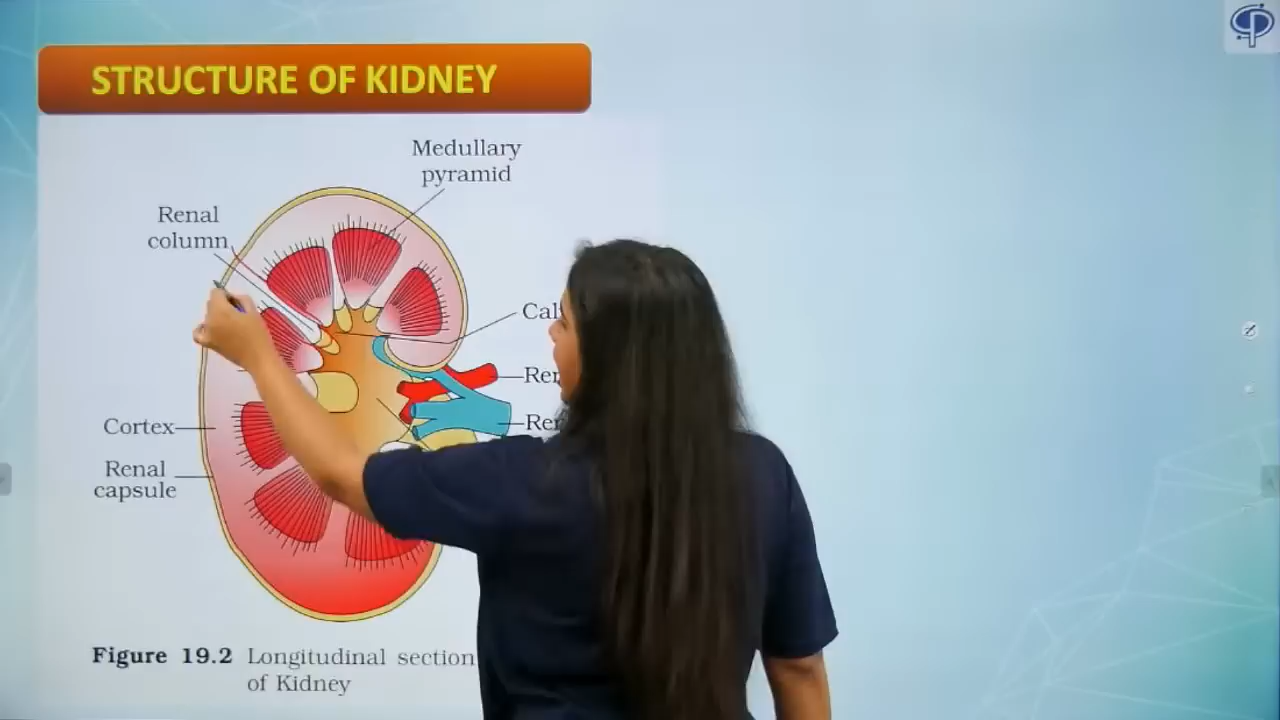 STRUCTURE OF KIDNEY
Medullary
pyramid
Renal
column
Cortex
Renal
capsule
Figure 19.2 Longitudinal section
of Kidney